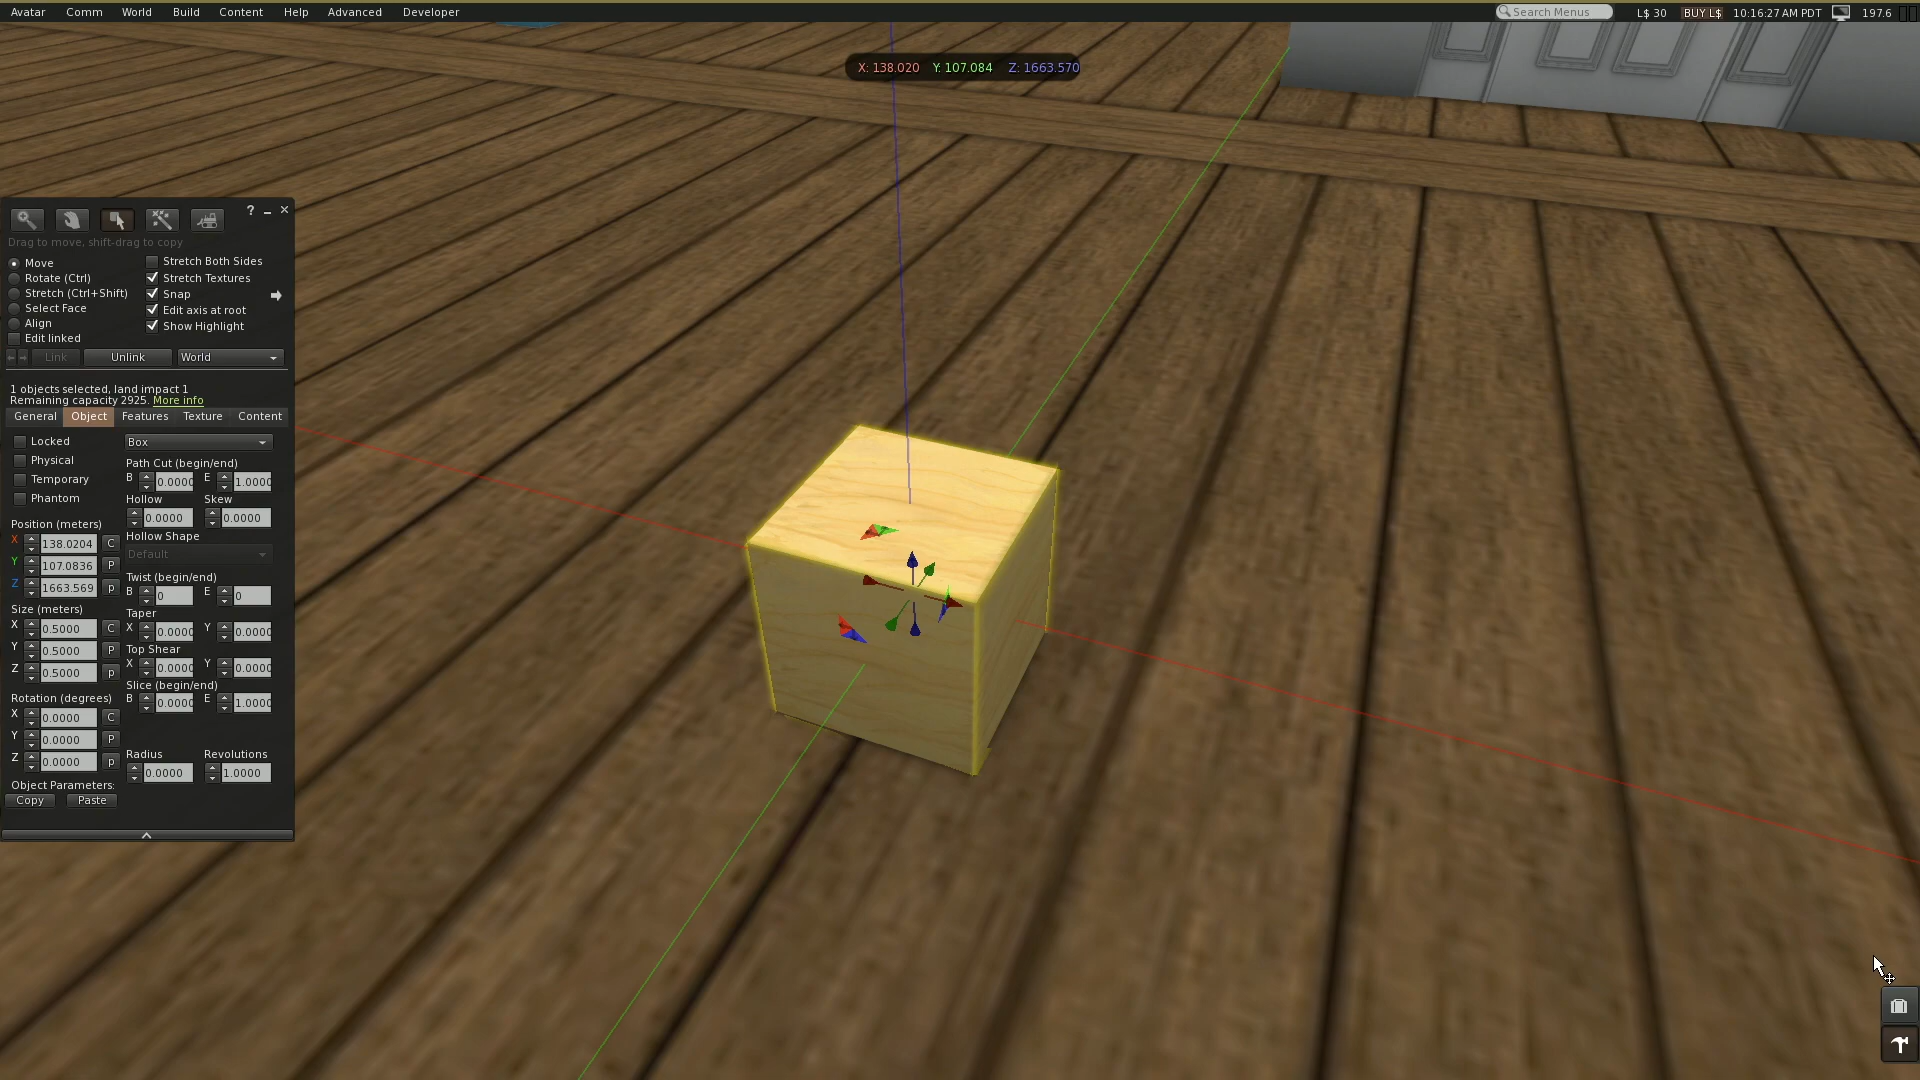 Avatar Comm World Build Content Help Advanced Developer Search Menus L$ 30 BUY L$ 10:16:27 AM PDT 197.6
X: 138.020 Y: 107.084 Z: 1663.570
?
Drag to move, shift-drag to copy
Move
Rotate (Ctrl)
Stretch (Ctrl+Shift)
Select Face
Align
Edit linked
Stretch Both Sides
Stretch Textures
Snap
Edit axis at root
Show Highlight
Link Unlink World
1 objects selected, land impact 1
Remaining capacity 2925. More info
General Object Features Texture Content
Locked
Physical
Temporary
Phantom
Position (meters)
X 138.0204 C
Y 107.0836 P
Z 1663.569 p
Size (meters)
X 0.5000 C
Y 0.5000 P
Z 0.5000 p
Rotation (degrees)
X 0.0000 C
Y 0.0000 P
Z 0.0000 p
Object Parameters:
Copy Paste
Box
Path Cut (begin/end)
B 0.0000 E 1.0000
Hollow Skew
0.0000 0.0000
Hollow Shape
Default
Twist (begin/end)
B 0 E 0
Taper
X 0.0000 Y 0.0000
Top Shear
X 0.0000 Y 0.0000
Slice (begin/end)
B 0.0000 E 1.0000
Radius Revolutions
0.0000 1.0000